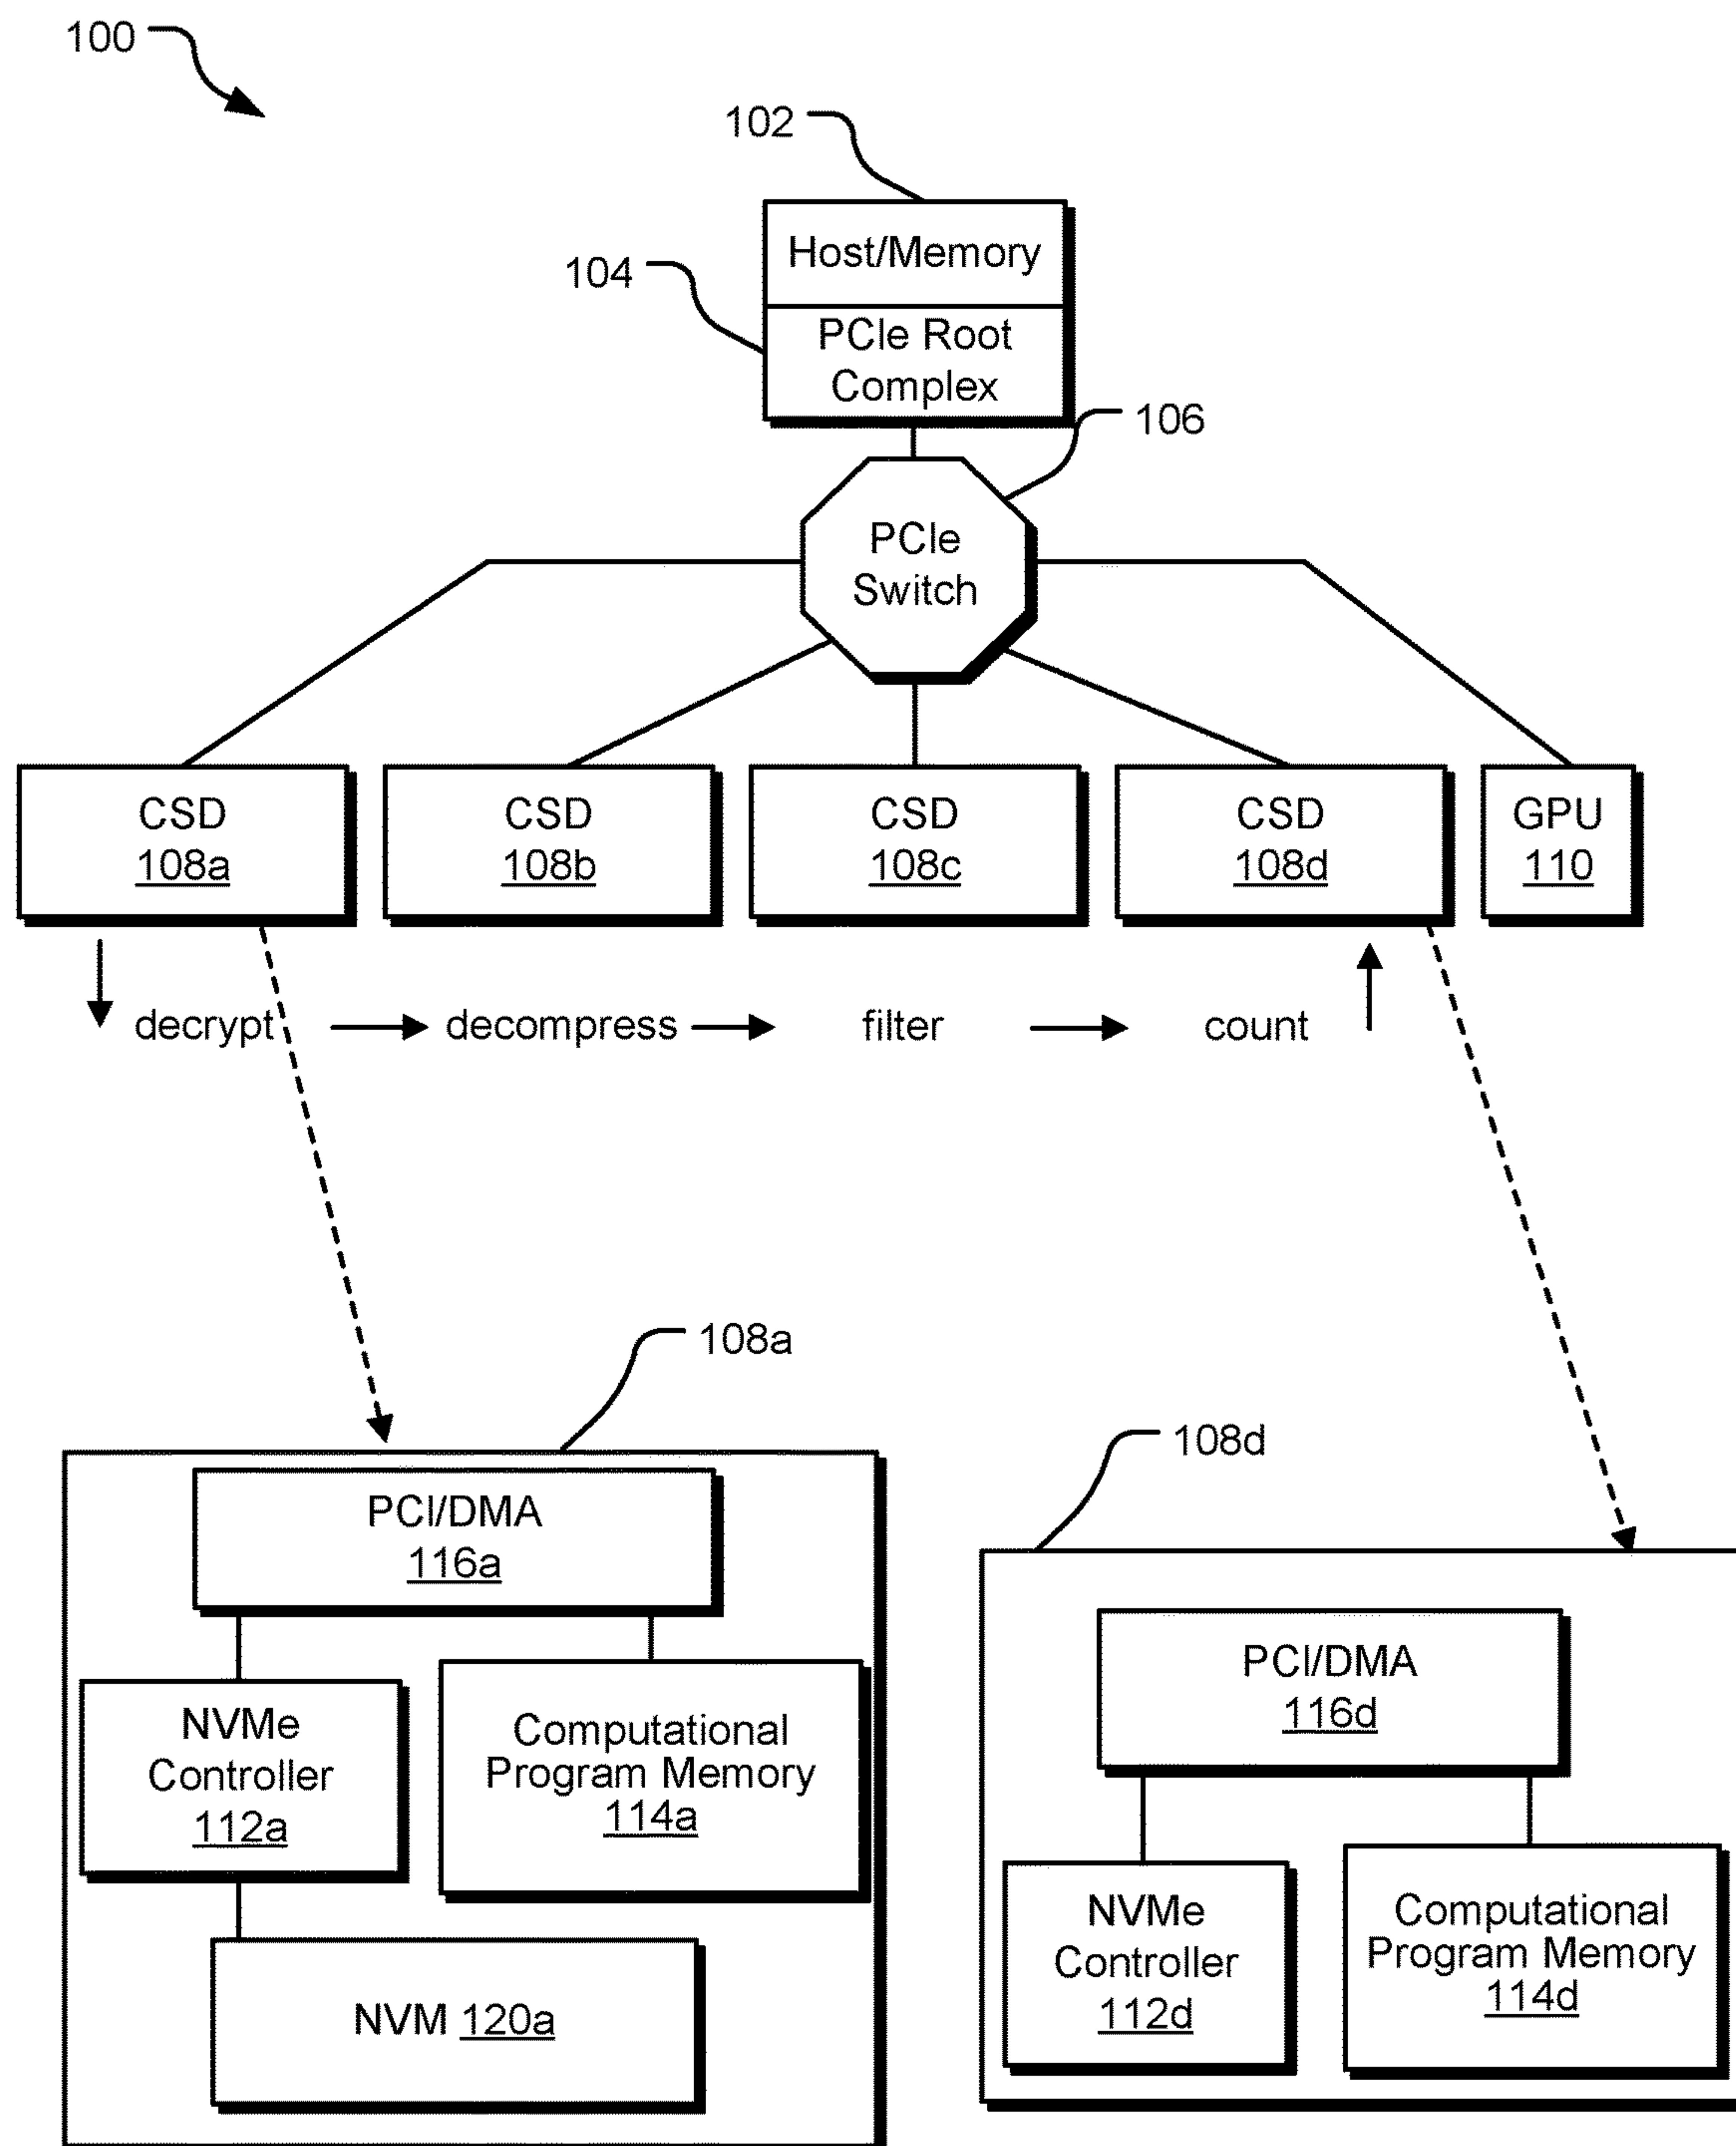 100
102
Host/Memory
104
PCIe Root
Complex
106
PCIe
Switch
CSD
108a
CSD
108b
CSD
108c
CSD
108d
GPU
110
decrypt
decompress
filter
count
108a
PCI/DMA
116a
NVMe
Controller
112a
Computational
Program Memory
114a
NVM 120a
108d
PCI/DMA
116d
NVMe
Controller
112d
Computational
Program Memory
114d